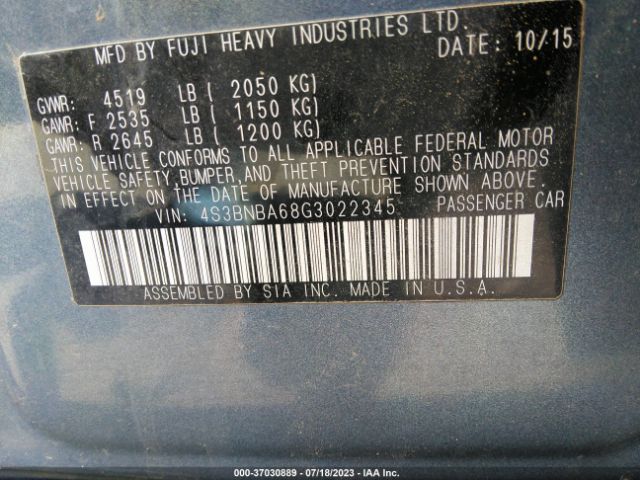 MFD BY FUJI HEAVY INDUSTRIES LTD.
DATE: 10/15
GVWR: 4519 LB ( 2050 KG)
GAWR: F 2535 LB ( 1150 KG)
GAWR: R 2645 LB ( 1200 KG)
THIS VEHICLE CONFORMS TO ALL APPLICABLE FEDERAL MOTOR
VEHICLE SAFETY,BUMPER,AND THEFT PREVENTION STANDARDS
IN EFFECT ON THE DATE OF MANUFACTURE SHOWN ABOVE.
VIN: 4S3BNBA68G3022345 PASSENGER CAR
ASSEMBLED BY SIA INC. MADE IN U.S.A.
000-37030889 - 07/18/2023 - IAA Inc.